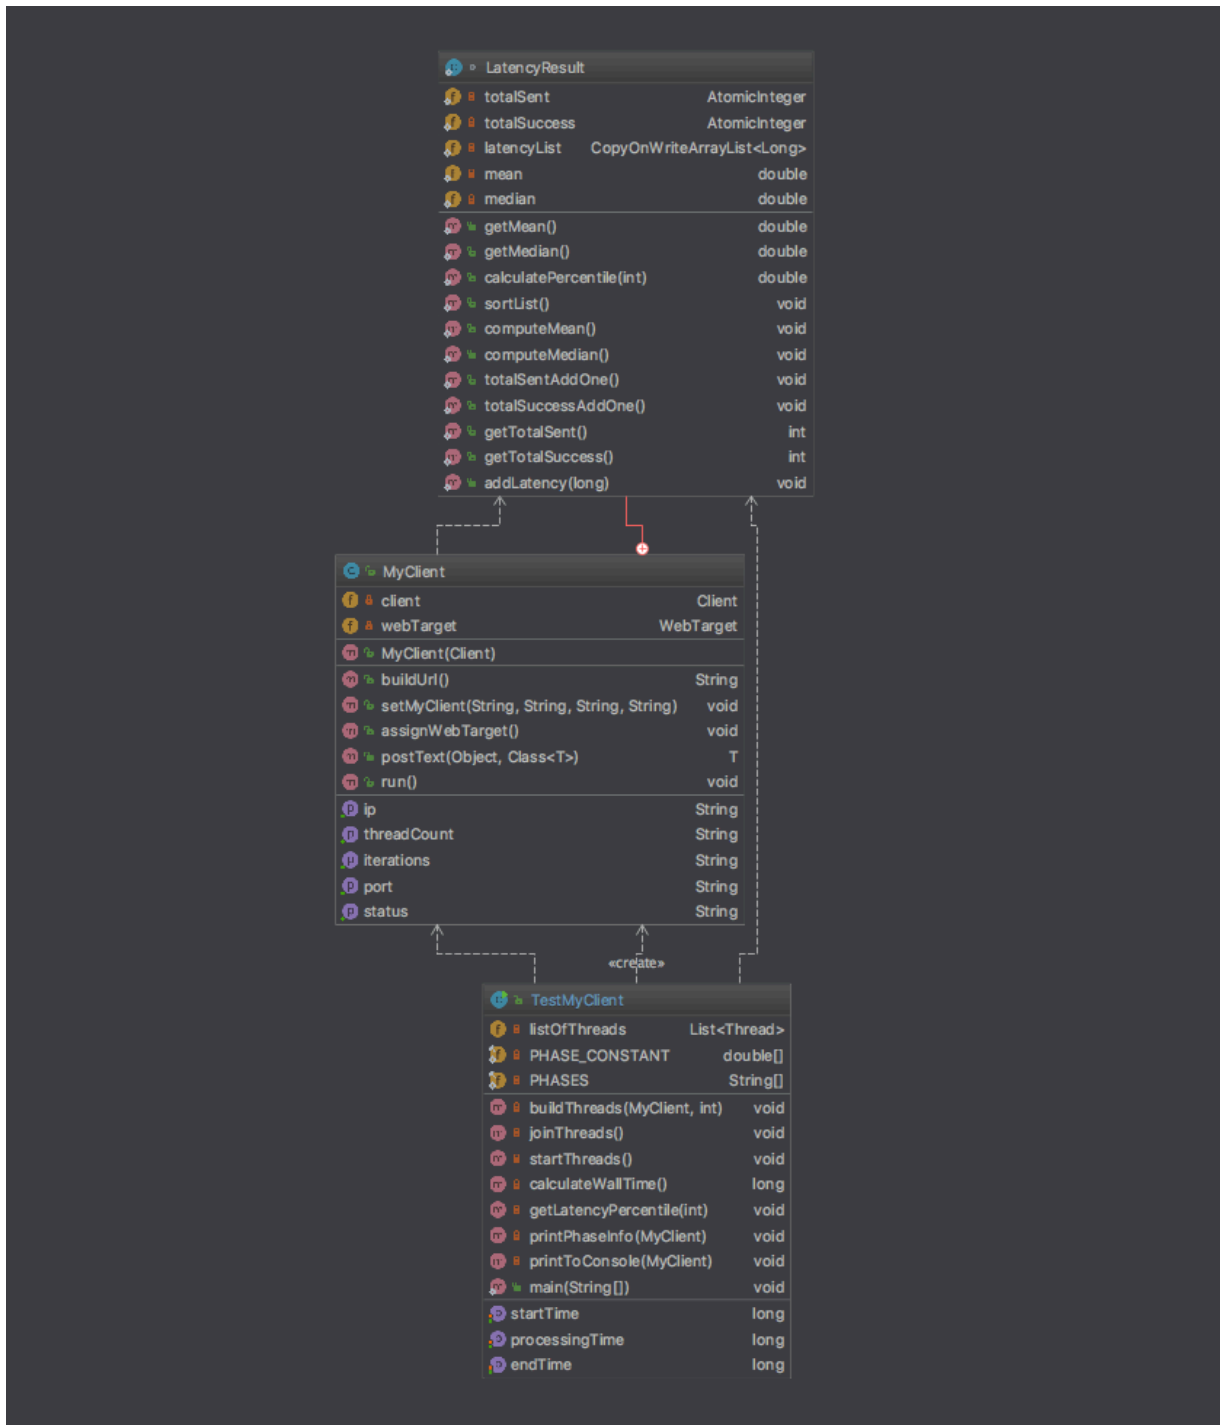 LatencyResult
totalSent AtomicInteger
totalSuccess AtomicInteger
latencyList CopyOnWriteArrayList<Long>
mean double
median double
getMean() double
getMedian() double
calculatePercentile(int) double
sortList() void
computeMean() void
computeMedian() void
totalSentAddOne() void
totalSuccessAddOne() void
getTotalSent() int
getTotalSuccess() int
addLatency(long) void
MyClient
client Client
webTarget WebTarget
MyClient(Client)
buildUrl() String
setMyClient(String, String, String, String) void
assignWebTarget() void
postText(Object, Class<T>) T
run() void
ip String
threadCount String
iterations String
port String
status String
«create»
TestMyClient
listOfThreads List<Thread>
PHASE_CONSTANT double[]
PHASES String[]
buildThreads(MyClient, int) void
joinThreads() void
startThreads() void
calculateWallTime() long
getLatencyPercentile(int) void
printPhaseInfo(MyClient) void
printToConsole(MyClient) void
main(String[]) void
startTime long
processingTime long
endTime long